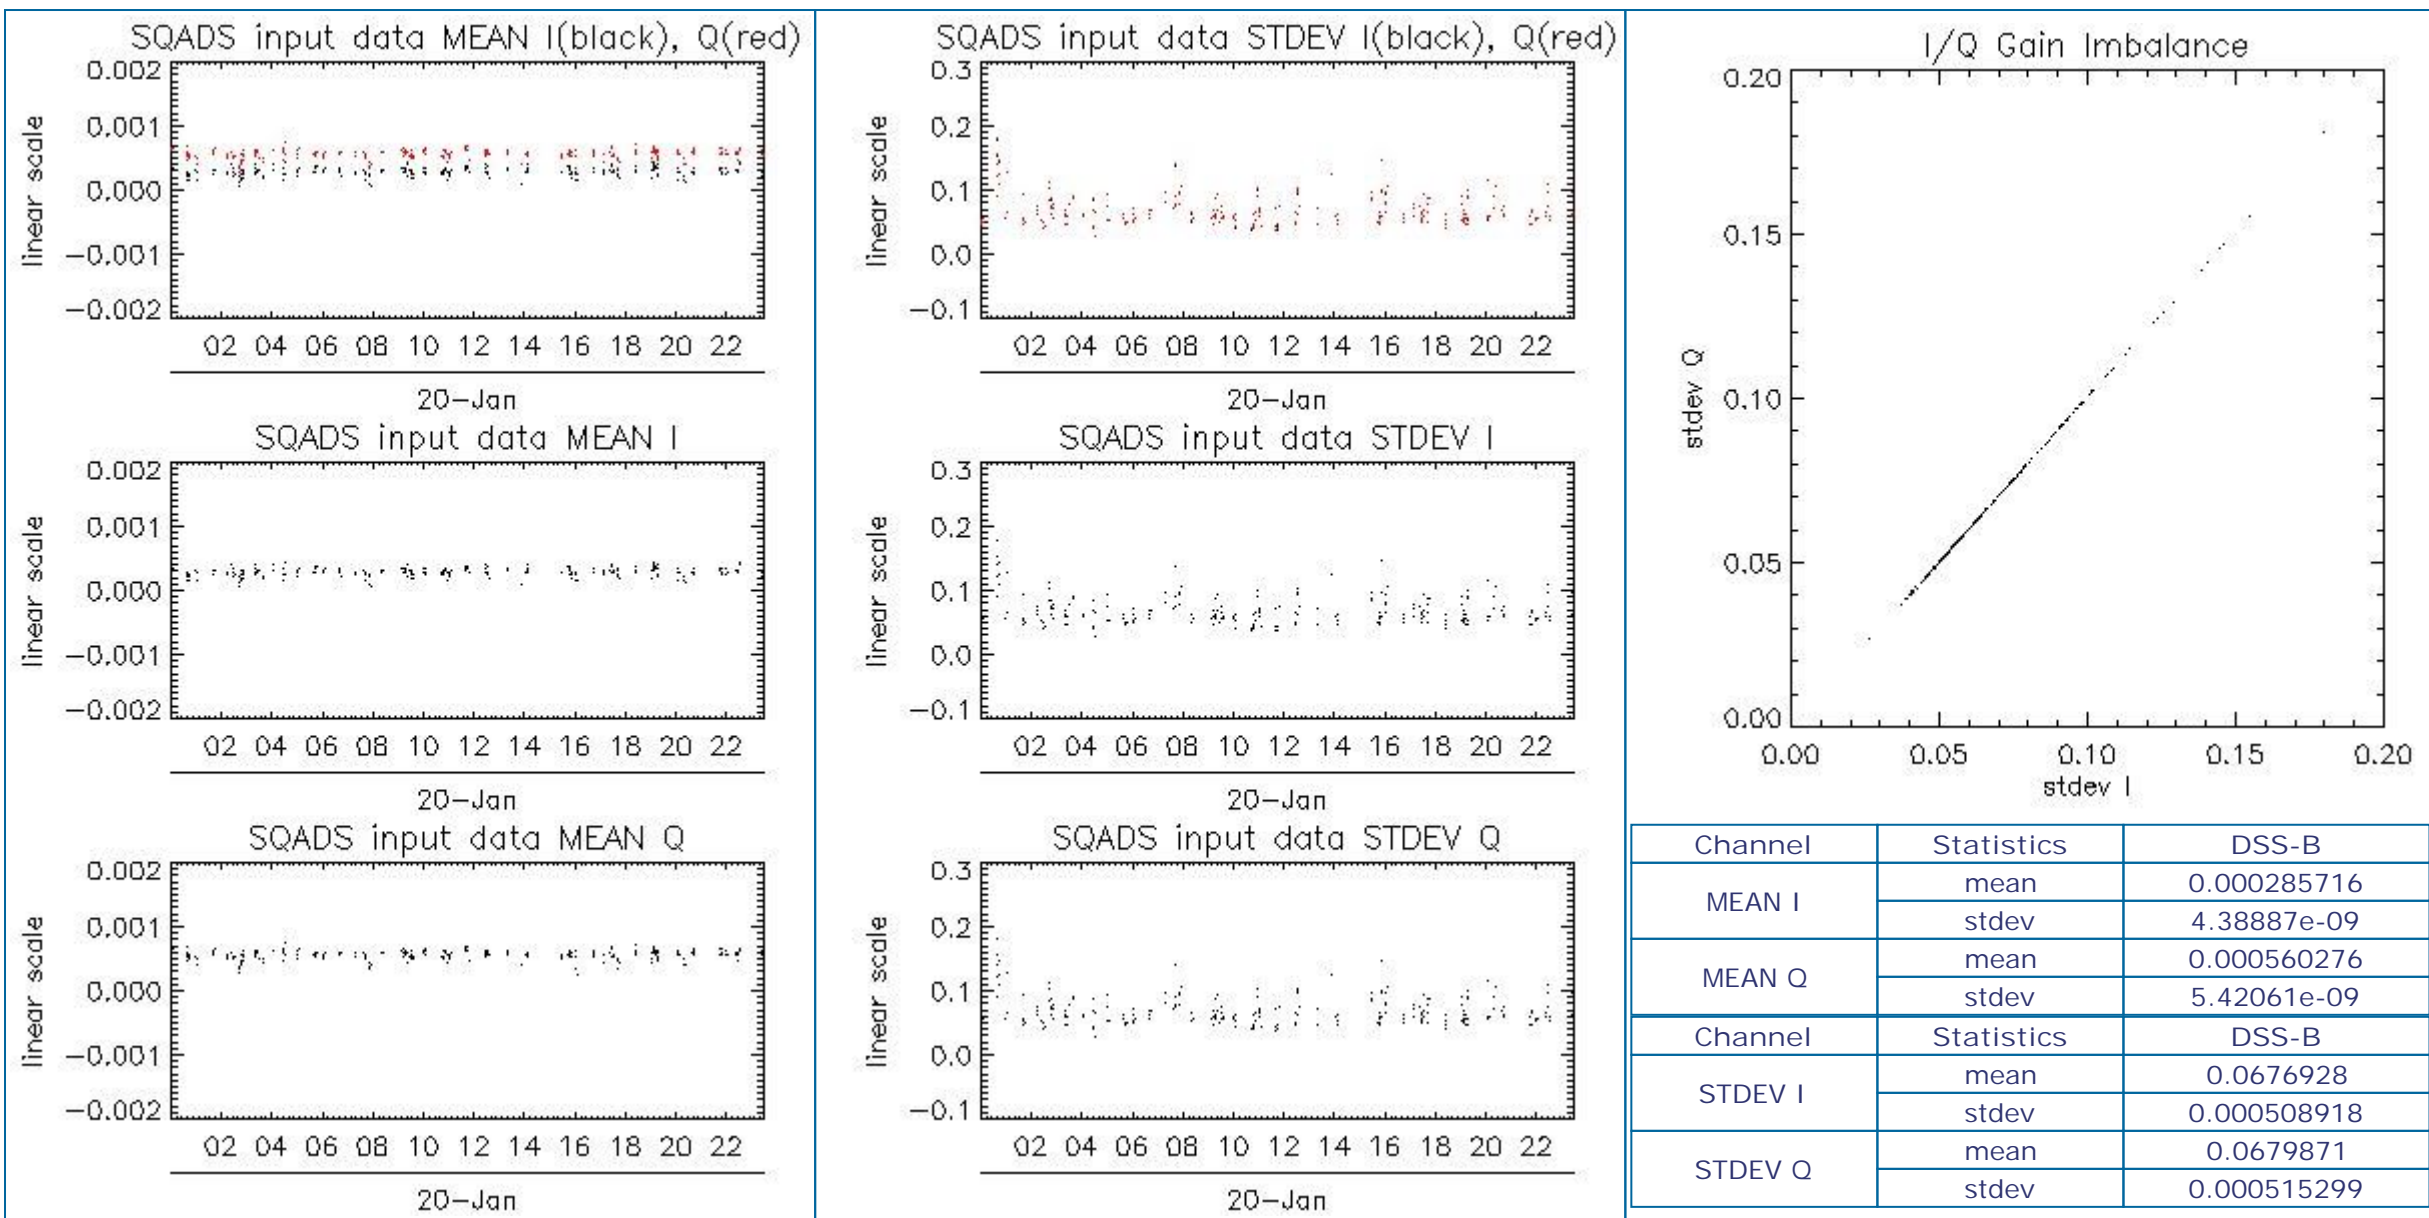 SQADS input data MEAN I(black), Q(red)
linear scale
0.002
0.001
0.000
−0.001
−0.002
02 04 06 08 10 12 14 16 18 20 22
20−Jan
SQADS input data MEAN I
linear scale
0.002
0.001
0.000
−0.001
−0.002
02 04 06 08 10 12 14 16 18 20 22
20−Jan
SQADS input data MEAN Q
linear scale
0.002
0.001
0.000
−0.001
−0.002
02 04 06 08 10 12 14 16 18 20 22
20−Jan
SQADS input data STDEV I(black), Q(red)
linear scale
0.3
0.2
0.1
0.0
−0.1
02 04 06 08 10 12 14 16 18 20 22
20−Jan
SQADS input data STDEV I
linear scale
0.3
0.2
0.1
0.0
−0.1
02 04 06 08 10 12 14 16 18 20 22
20−Jan
SQADS input data STDEV Q
linear scale
0.3
0.2
0.1
0.0
−0.1
02 04 06 08 10 12 14 16 18 20 22
20−Jan
I/Q Gain Imbalance
stdev Q
0.20
0.15
0.10
0.05
0.00
0.00 0.05 0.10 0.15 0.20
stdev I
Channel Statistics DSS-B
MEAN I mean 0.000285716
stdev 4.38887e-09
MEAN Q mean 0.000560276
stdev 5.42061e-09
Channel Statistics DSS-B
STDEV I mean 0.0676928
stdev 0.000508918
STDEV Q mean 0.0679871
stdev 0.000515299